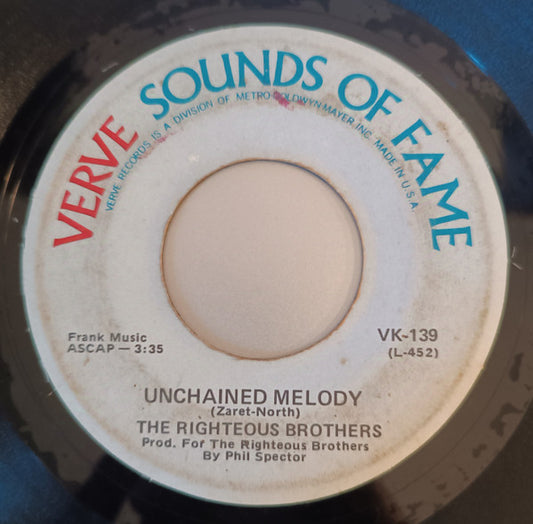 VERVE SOUNDS OF FAME
VERVE RECORDS IS A DIVISION OF METRO-GOLDWYN-MAYER, INC. MADE IN U.S.A.
Frank Music
ASCAP — 3:35
VK-139
(L-452)
UNCHAINED MELODY
(Zaret-North)
THE RIGHTEOUS BROTHERS
Prod. For The Righteous Brothers
By Phil Spector